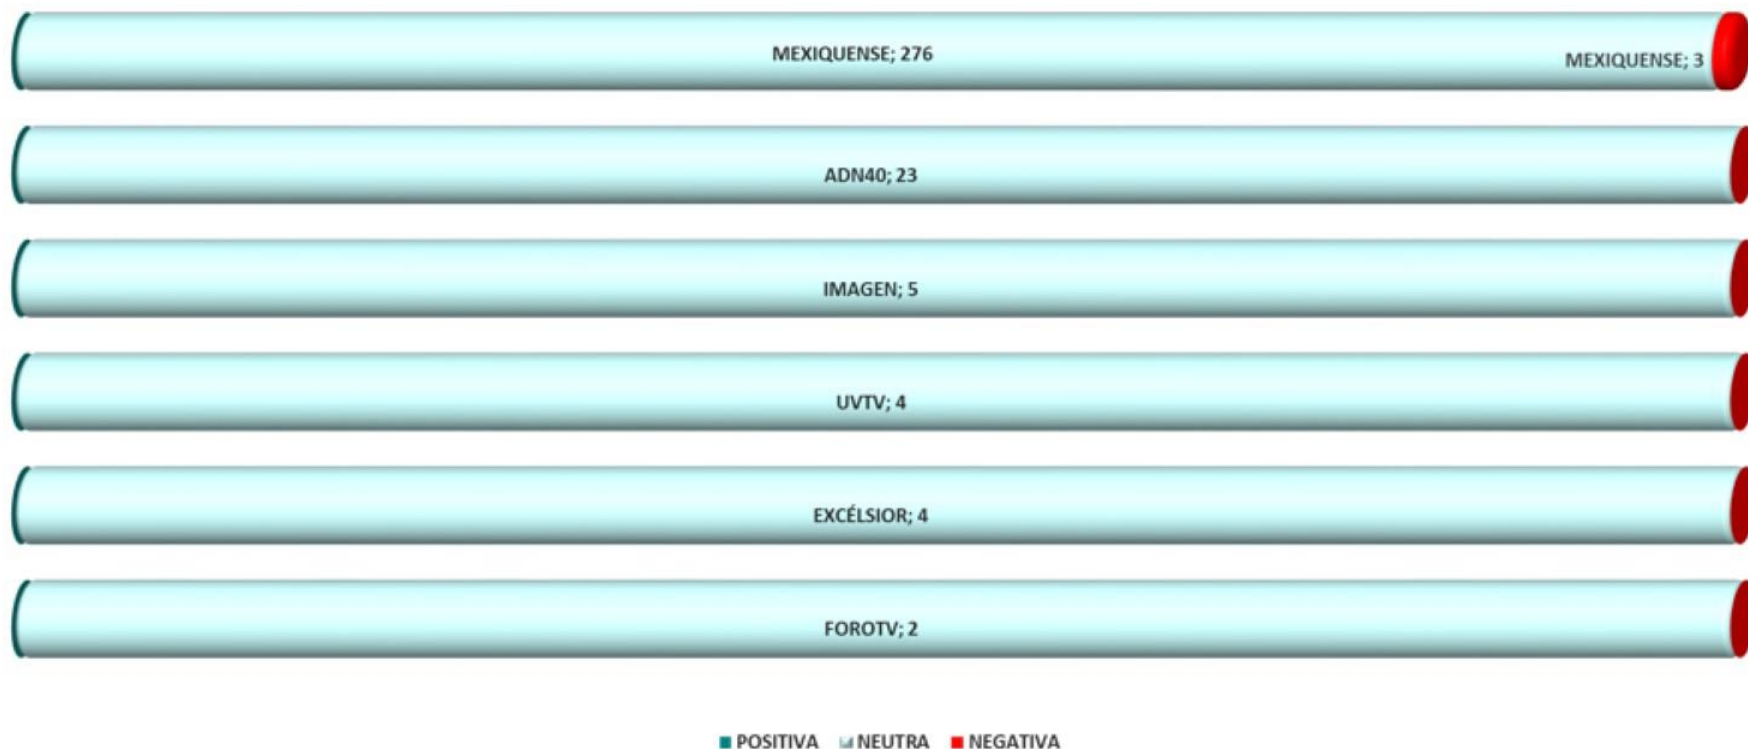 MEXIQUENSE; 276
MEXIQUENSE; 3
ADN40; 23
IMAGEN; 5
UVTV; 4
EXCÉLSIOR; 4
FOROTV; 2
POSITIVA NEUTRA NEGATIVA